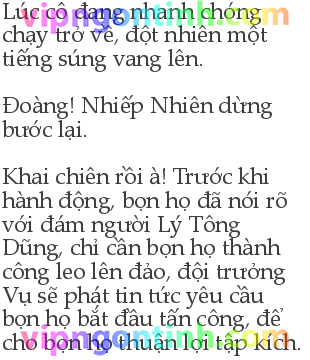 Lúc cô đang nhanh chóng
chạy trở về, đột nhiên một
tiếng súng vang lên.
Đoàng! Nhiếp Nhiên dừng
bước lại.
Khai chiên rồi à! Trước khi
hành động, bọn họ đã nói rõ
với đám người Lý Tông
Dũng, chỉ cần bọn họ thành
công leo lên đảo, đội trưởng
Vụ sẽ phát tin tức yêu cầu
bọn họ bắt đầu tấn công, để
cho bọn họ thuận lợi tập kích.
vipngontinh.com
vipngontinh.com